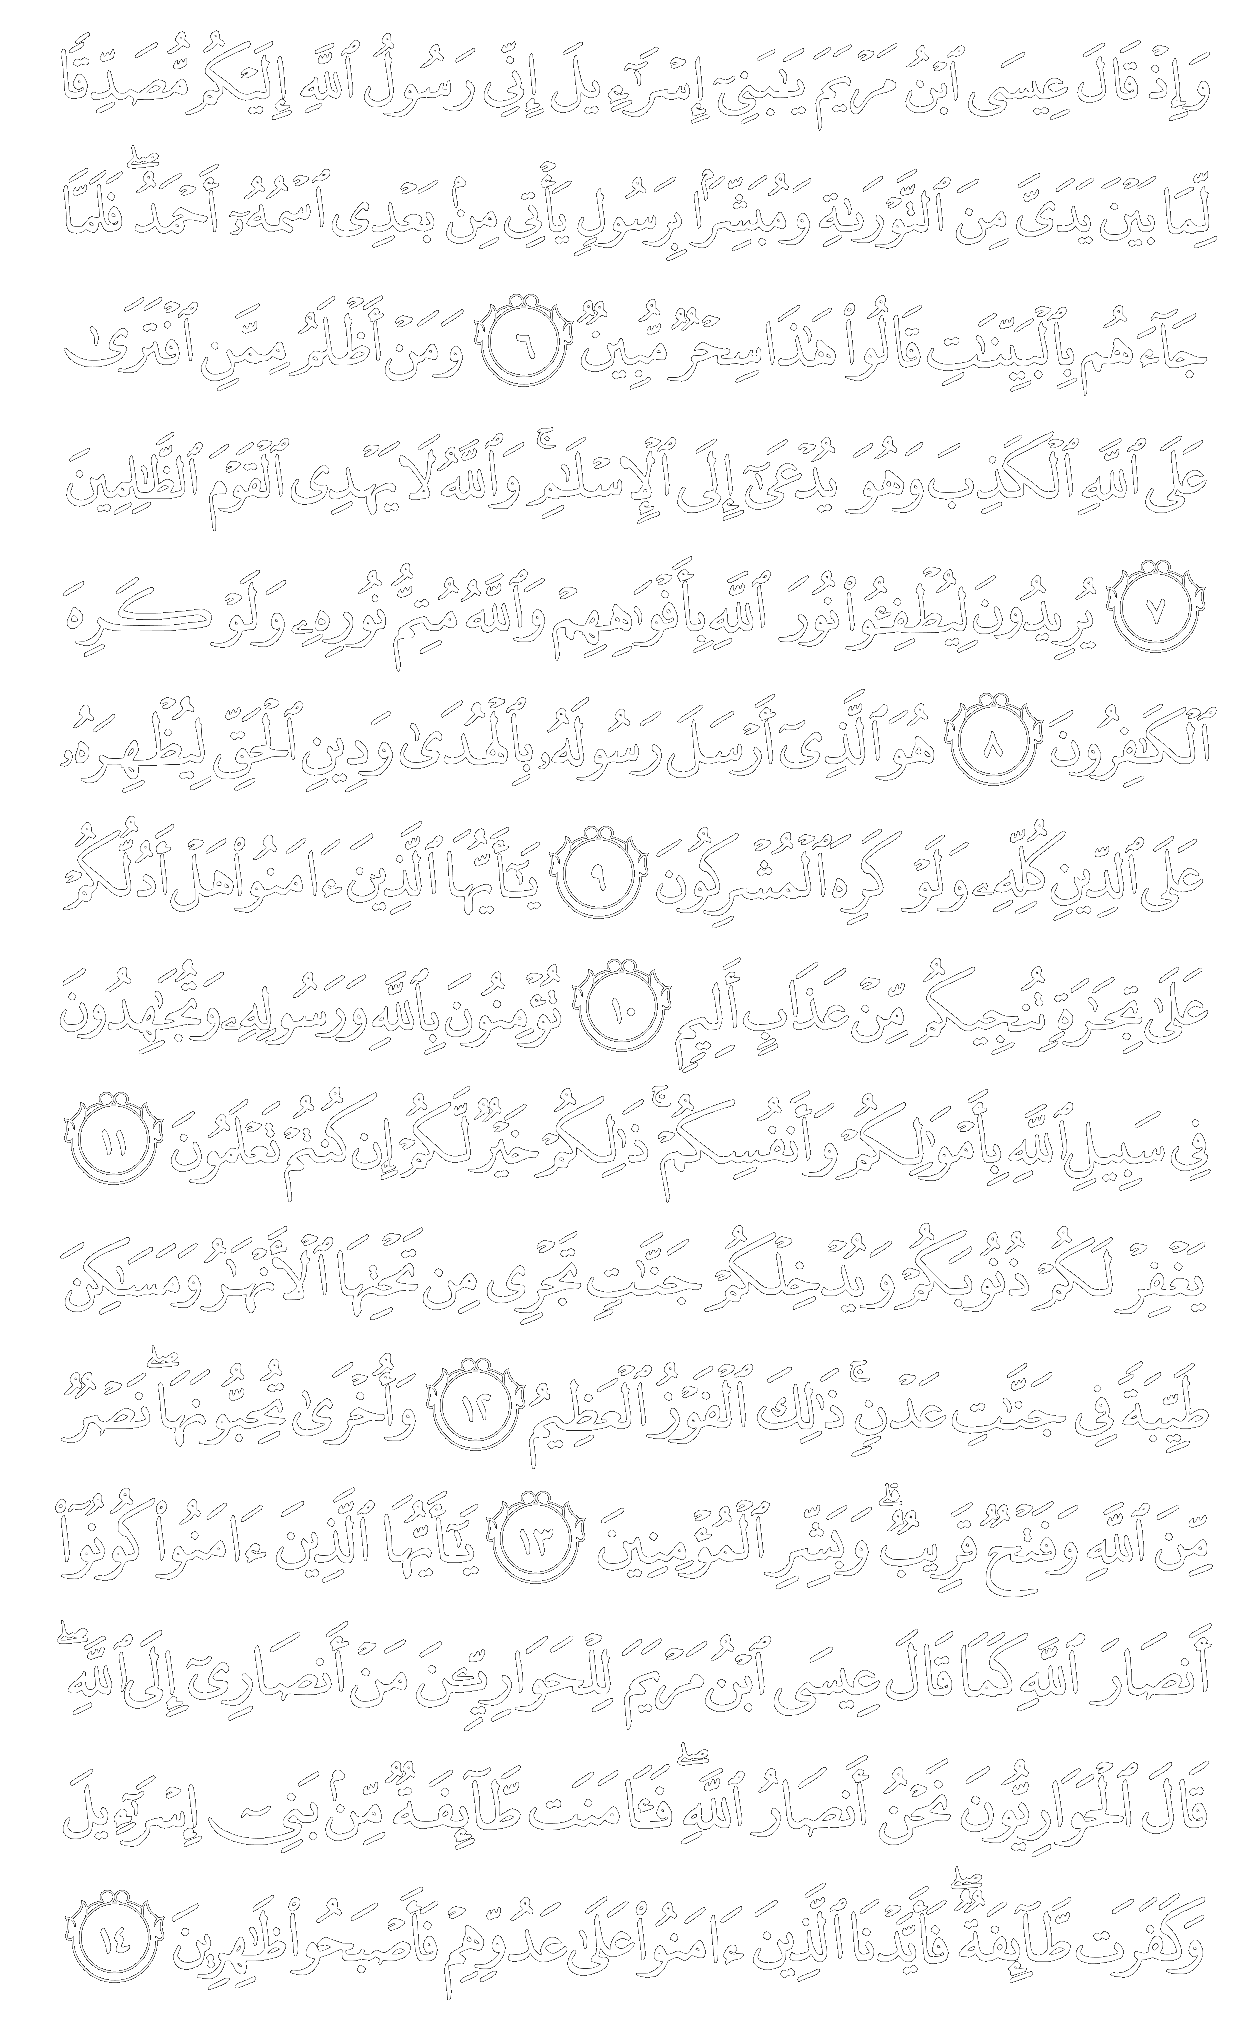 وَإِذْ قَالَ عِيسَى ٱبْنُ مَرْيَمَ يَـٰبَنِىٓ إِسْرَٰٓءِيلَ إِنِّى رَسُولُ ٱللَّهِ إِلَيْكُم مُّصَدِّقًا
لِّمَا بَيْنَ يَدَىَّ مِنَ ٱلتَّوْرَىٰةِ وَمُبَشِّرًۢا بِرَسُولٍ يَأْتِى مِنۢ بَعْدِى ٱسْمُهُۥٓ أَحْمَدُ ۖ فَلَمَّا
جَآءَهُم بِٱلْبَيِّنَـٰتِ قَالُوا۟ هَـٰذَا سِحْرٌ مُّبِينٌ ٦ وَمَنْ أَظْلَمُ مِمَّنِ ٱفْتَرَىٰ
عَلَى ٱللَّهِ ٱلْكَذِبَ وَهُوَ يُدْعَىٰٓ إِلَى ٱلْإِسْلَـٰمِ ۚ وَٱللَّهُ لَا يَهْدِى ٱلْقَوْمَ ٱلظَّـٰلِمِينَ
٧ يُرِيدُونَ لِيُطْفِـُٔوا۟ نُورَ ٱللَّهِ بِأَفْوَٰهِهِمْ وَٱللَّهُ مُتِمُّ نُورِهِۦ وَلَوْ كَرِهَ
ٱلْكَـٰفِرُونَ ٨ هُوَ ٱلَّذِىٓ أَرْسَلَ رَسُولَهُۥ بِٱلْهُدَىٰ وَدِينِ ٱلْحَقِّ لِيُظْهِرَهُۥ
عَلَى ٱلدِّينِ كُلِّهِۦ وَلَوْ كَرِهَ ٱلْمُشْرِكُونَ ٩ يَـٰٓأَيُّهَا ٱلَّذِينَ ءَامَنُوا۟ هَلْ أَدُلُّكُمْ
عَلَىٰ تِجَـٰرَةٍ تُنجِيكُم مِّنْ عَذَابٍ أَلِيمٍ ١٠ تُؤْمِنُونَ بِٱللَّهِ وَرَسُولِهِۦ وَتُجَـٰهِدُونَ
فِى سَبِيلِ ٱللَّهِ بِأَمْوَٰلِكُمْ وَأَنفُسِكُمْ ۚ ذَٰلِكُمْ خَيْرٌ لَّكُمْ إِن كُنتُمْ تَعْلَمُونَ ١١
يَغْفِرْ لَكُمْ ذُنُوبَكُمْ وَيُدْخِلْكُمْ جَنَّـٰتٍ تَجْرِى مِن تَحْتِهَا ٱلْأَنْهَـٰرُ وَمَسَـٰكِنَ
طَيِّبَةً فِى جَنَّـٰتِ عَدْنٍ ۚ ذَٰلِكَ ٱلْفَوْزُ ٱلْعَظِيمُ ١٢ وَأُخْرَىٰ تُحِبُّونَهَا ۖ نَصْرٌ
مِّنَ ٱللَّهِ وَفَتْحٌ قَرِيبٌ ۗ وَبَشِّرِ ٱلْمُؤْمِنِينَ ١٣ يَـٰٓأَيُّهَا ٱلَّذِينَ ءَامَنُوا۟ كُونُوٓا۟
أَنصَارَ ٱللَّهِ كَمَا قَالَ عِيسَى ٱبْنُ مَرْيَمَ لِلْحَوَارِيِّـۧنَ مَنْ أَنصَارِىٓ إِلَى ٱللَّهِ ۖ
قَالَ ٱلْحَوَارِيُّونَ نَحْنُ أَنصَارُ ٱللَّهِ ۖ فَـَٔامَنَت طَّآئِفَةٌ مِّنۢ بَنِىٓ إِسْرَٰٓءِيلَ
وَكَفَرَت طَّآئِفَةٌ ۖ فَأَيَّدْنَا ٱلَّذِينَ ءَامَنُوا۟ عَلَىٰ عَدُوِّهِمْ فَأَصْبَحُوا۟ ظَـٰهِرِينَ ١٤